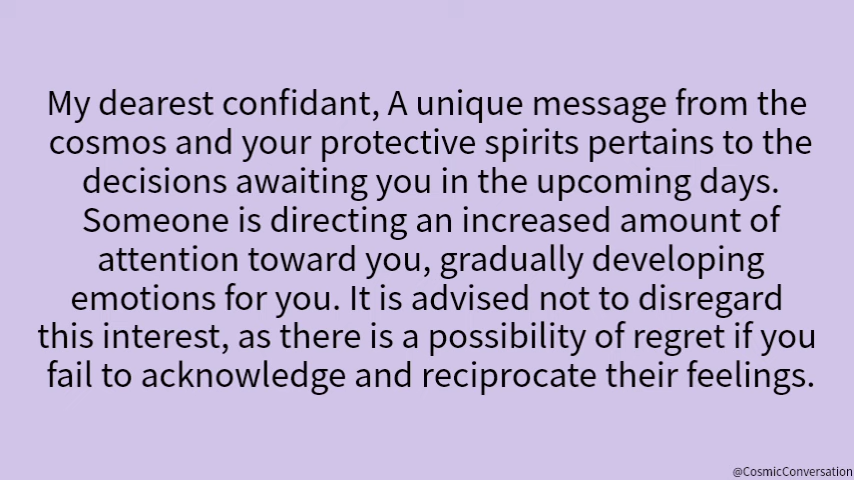 My dearest confidant, A unique message from the
cosmos and your protective spirits pertains to the
decisions awaiting you in the upcoming days.
Someone is directing an increased amount of
attention toward you, gradually developing
emotions for you. It is advised not to disregard
this interest, as there is a possibility of regret if you
fail to acknowledge and reciprocate their feelings.
@CosmicConversation